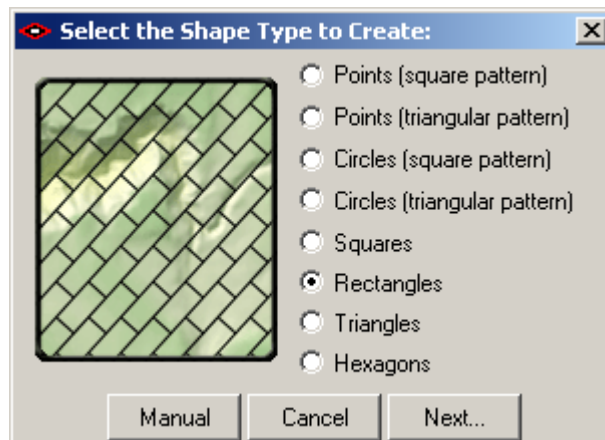 Select the Shape Type to Create:
Points (square pattern)
Points (triangular pattern)
Circles (square pattern)
Circles (triangular pattern)
Squares
Rectangles
Triangles
Hexagons
Manual Cancel Next...